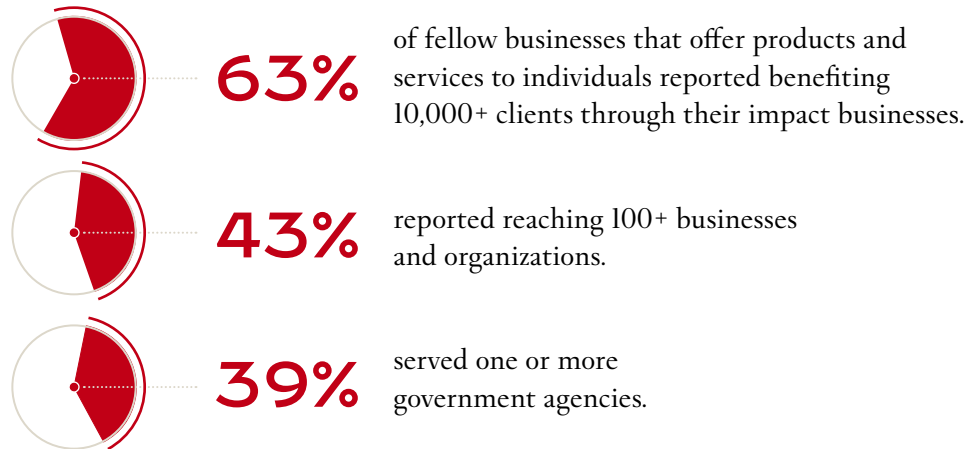 63%
of fellow businesses that offer products and
services to individuals reported benefiting
10,000+ clients through their impact businesses.
43%
reported reaching 100+ businesses
and organizations.
39%
served one or more
government agencies.